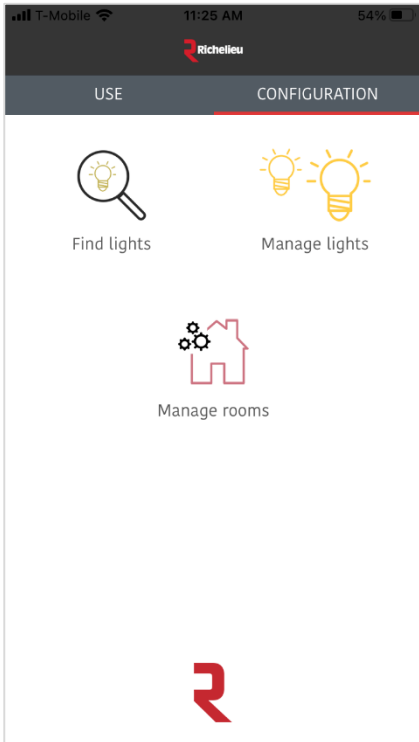 T-Mobile 11:25 AM 54%
Richelieu
USE CONFIGURATION
Find lights Manage lights
Manage rooms
R